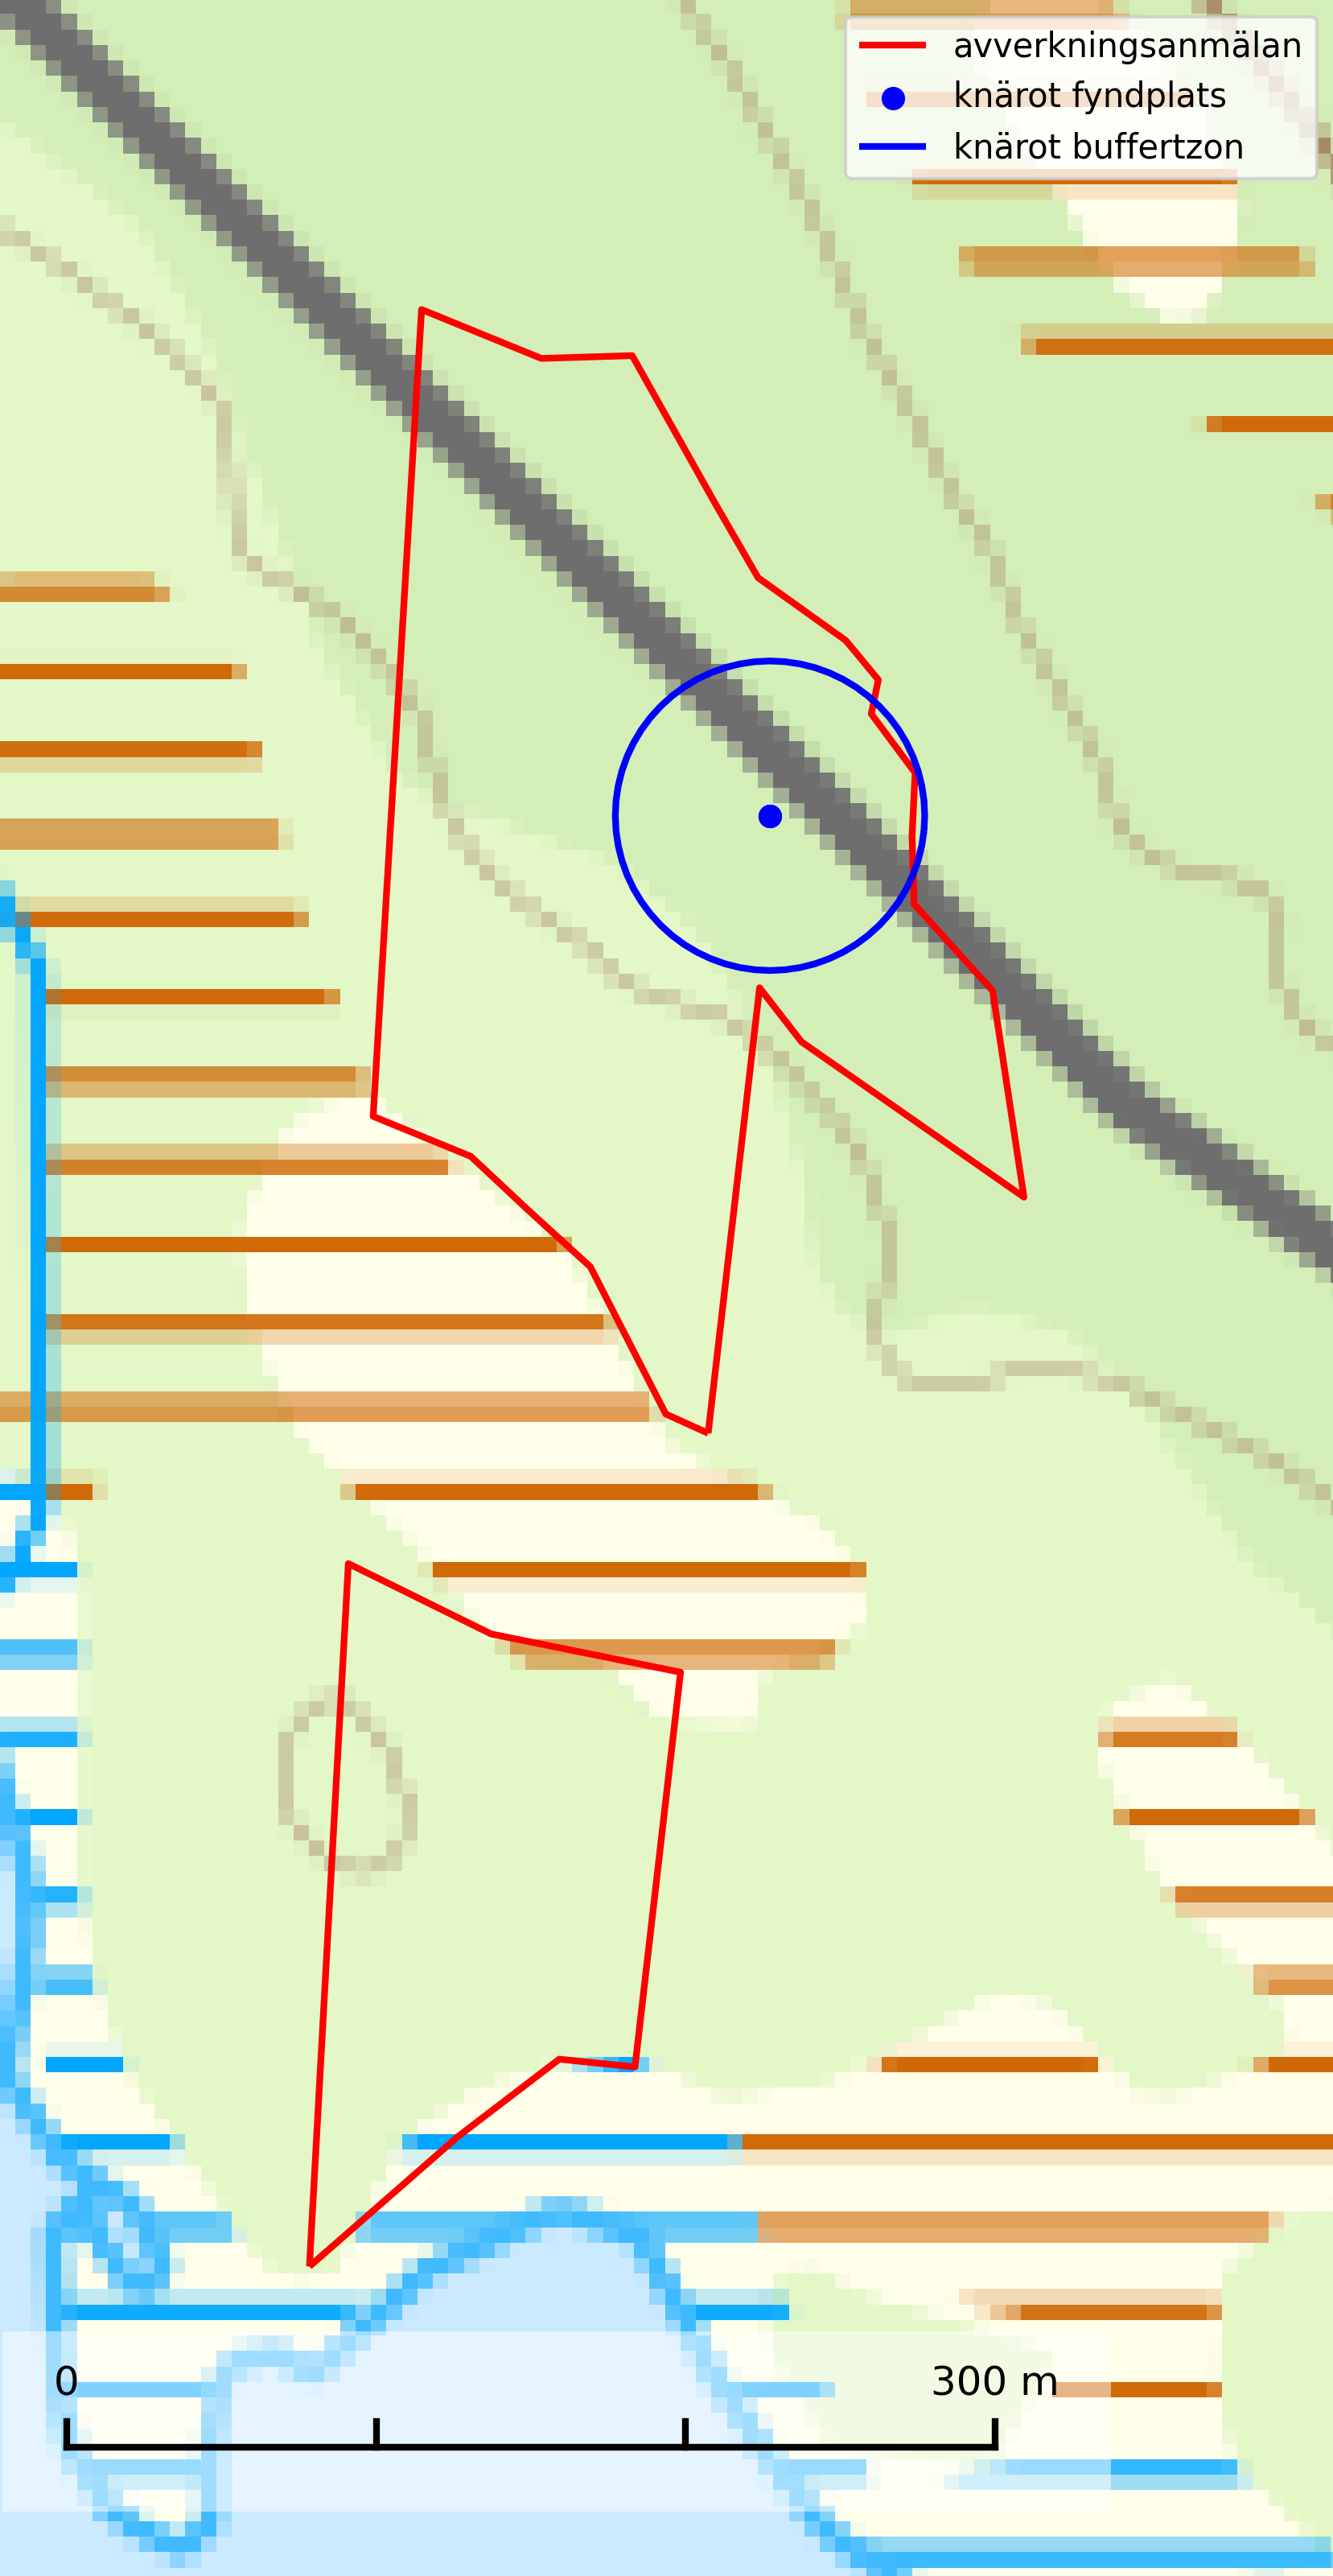 avverkningsanmälan
knärot fyndplats
knärot buffertzon
0
300 m